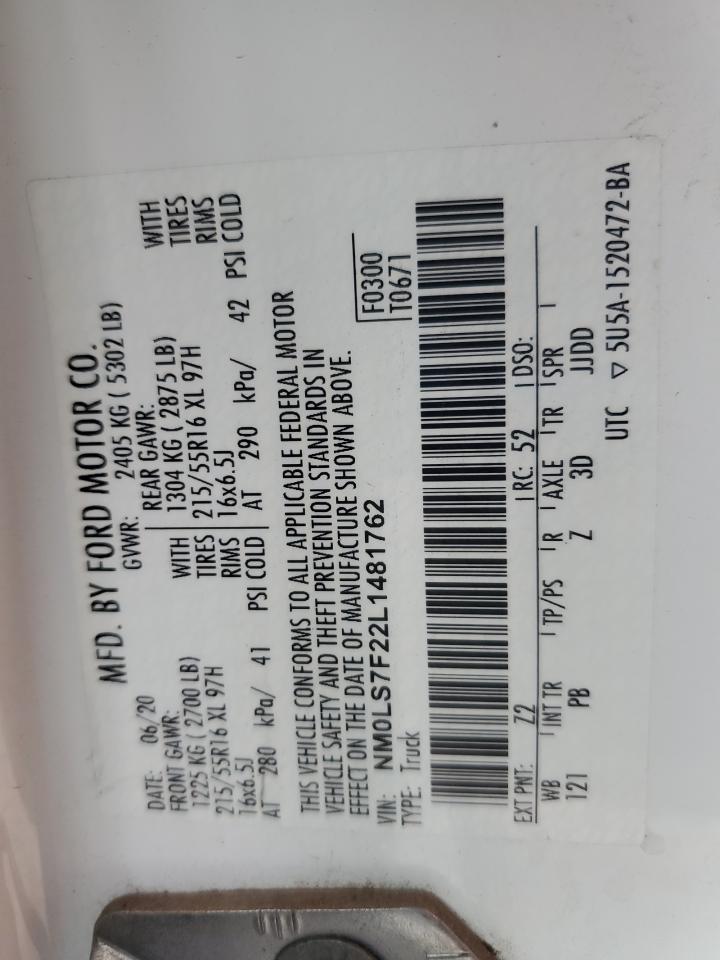 MFD. BY FORD MOTOR CO.
DATE: 06/20 GVWR: 2405 KG ( 5302 LB)
FRONT GAWR: REAR GAWR:
1225 KG ( 2700 LB) WITH 1304 KG ( 2875 LB) WITH
215/55R16 XL 97H TIRES 215/55R16 XL 97H TIRES
16x6.5J RIMS 16x6.5J RIMS
AT 280 kPa/ 41 PSI COLD AT 290 kPa/ 42 PSI COLD
THIS VEHICLE CONFORMS TO ALL APPLICABLE FEDERAL MOTOR
VEHICLE SAFETY AND THEFT PREVENTION STANDARDS IN
EFFECT ON THE DATE OF MANUFACTURE SHOWN ABOVE.
VIN: NM0LS7F22L1481762 F0300
TYPE: Truck T0671
EXT PNT: Z2 RC: 52 DSO:
WB INT TR TP/PS R AXLE TR SPR
121 PB Z 3D JJDD
UTC ▽ 5U5A-1520472-BA